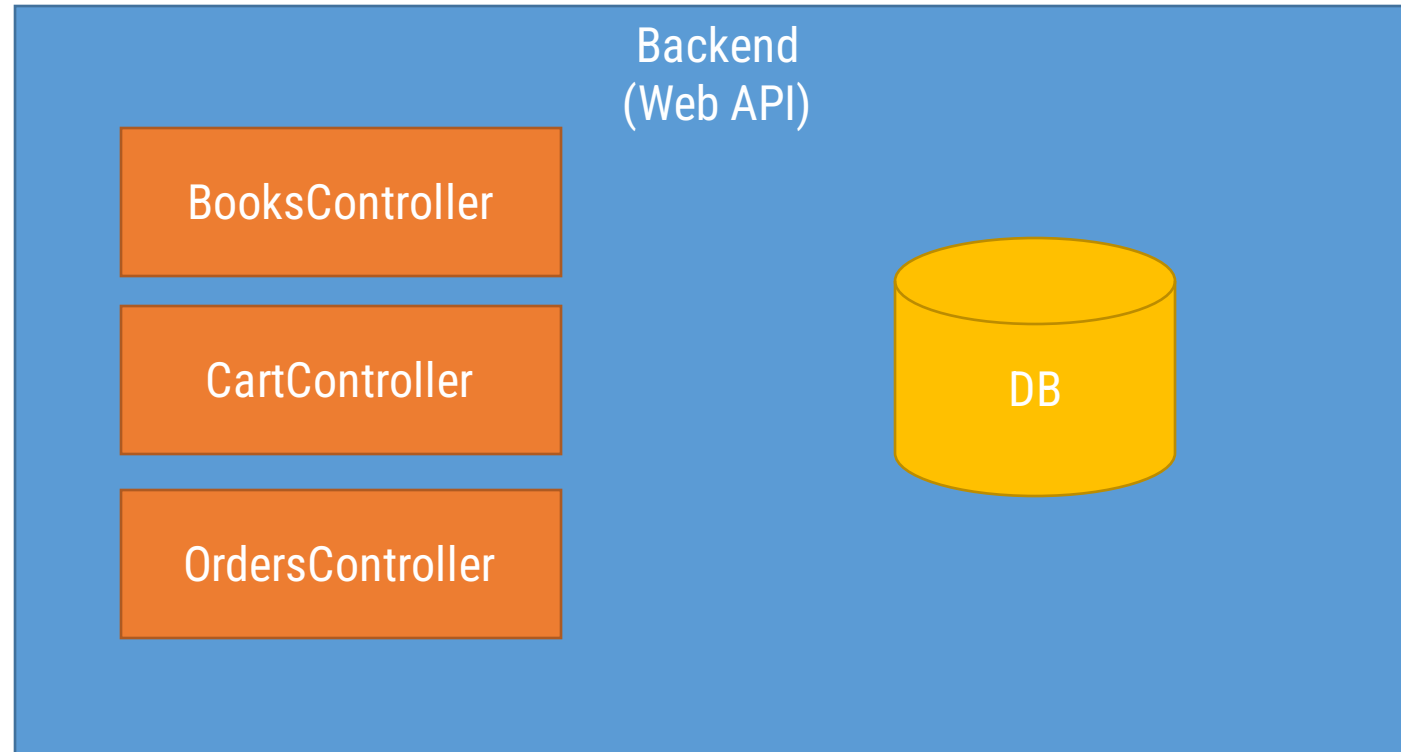 Backend
(Web API)
BooksController
CartController
DB
OrdersController